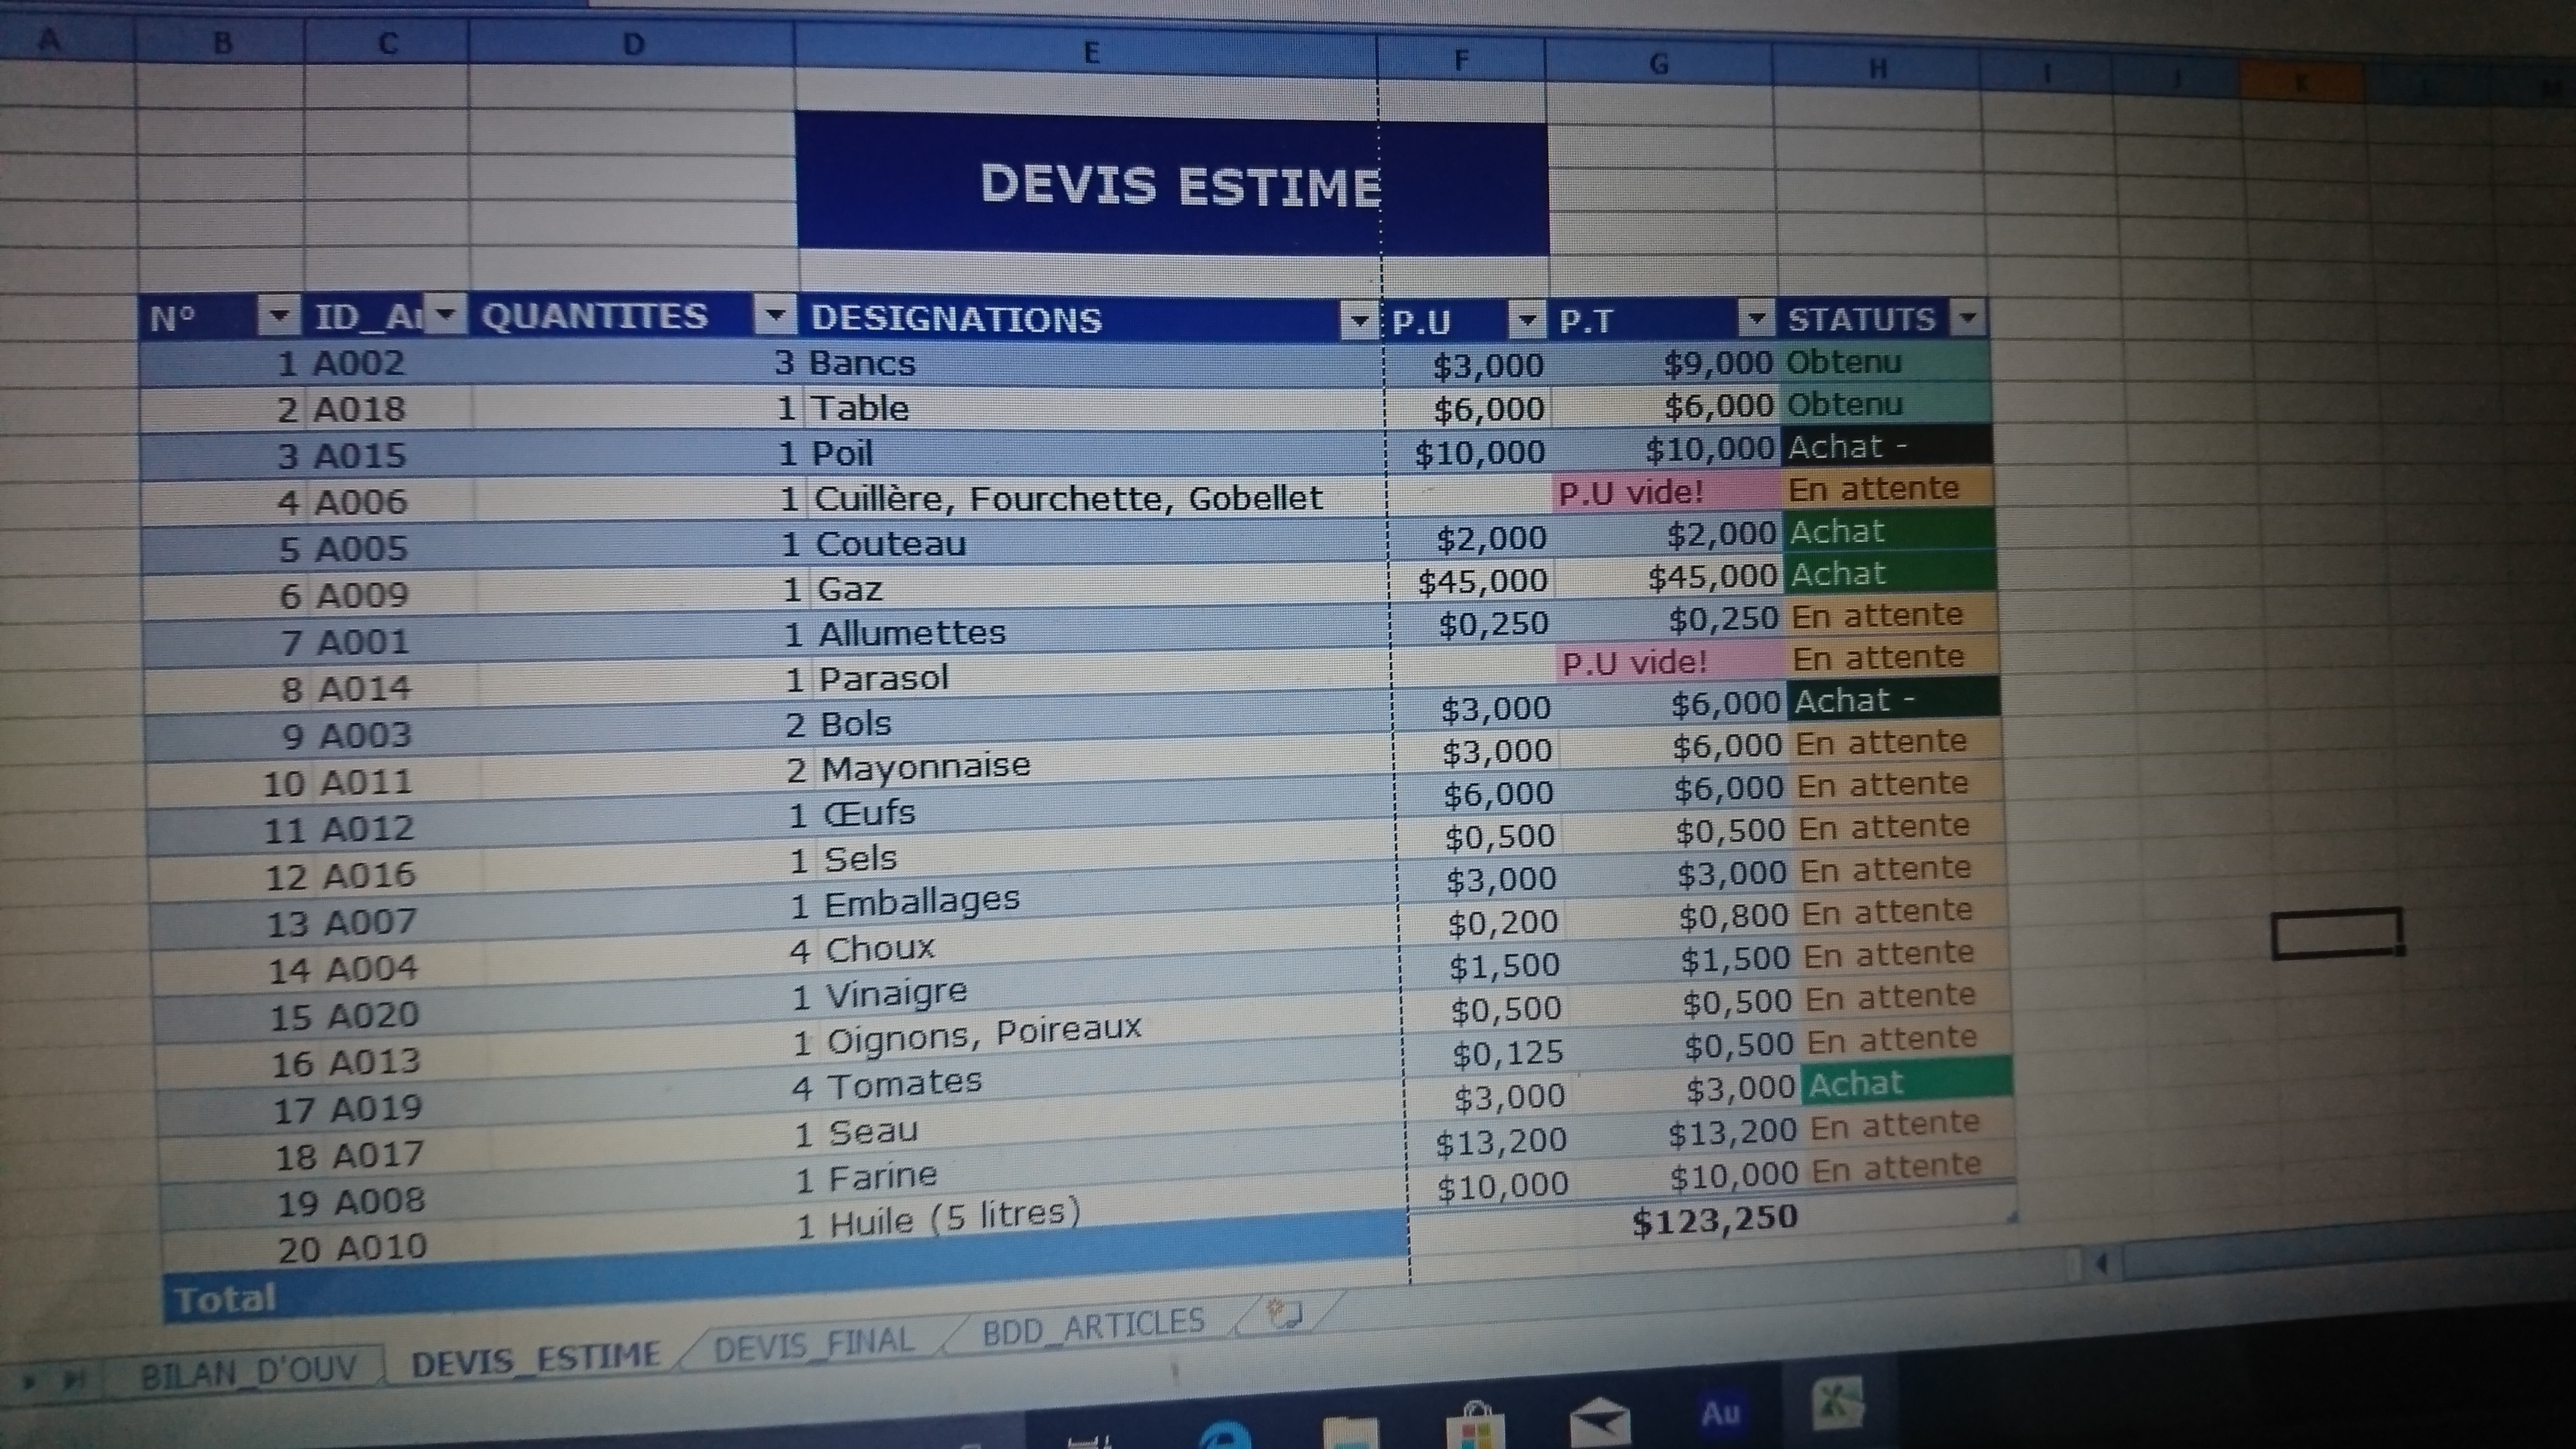 A B C D E F G H I J K L M
DEVIS ESTIME
N° ID_Ar QUANTITES DESIGNATIONS P.U P.T STATUTS
1 A002 3 Bancs $3,000 $9,000 Obtenu
2 A018 1 Table $6,000 $6,000 Obtenu
3 A015 1 Poil $10,000 $10,000 Achat -
4 A006 1 Cuillère, Fourchette, Gobellet P.U vide! En attente
5 A005 1 Couteau $2,000 $2,000 Achat
6 A009 1 Gaz $45,000 $45,000 Achat
7 A001 1 Allumettes $0,250 $0,250 En attente
8 A014 1 Parasol P.U vide! En attente
9 A003 2 Bols $3,000 $6,000 Achat -
10 A011 2 Mayonnaise $3,000 $6,000 En attente
11 A012 1 Œufs $6,000 $6,000 En attente
12 A016 1 Sels $0,500 $0,500 En attente
13 A007 1 Emballages $3,000 $3,000 En attente
14 A004 4 Choux $0,200 $0,800 En attente
15 A020 1 Vinaigre $1,500 $1,500 En attente
16 A013 1 Oignons, Poireaux $0,500 $0,500 En attente
17 A019 4 Tomates $0,125 $0,500 En attente
18 A017 1 Seau $3,000 $3,000 Achat
19 A008 1 Farine $13,200 $13,200 En attente
20 A010 1 Huile (5 litres) $10,000 $10,000 En attente
Total $123,250
BILAN_D'OUV DEVIS_ESTIME DEVIS_FINAL BDD_ARTICLES
Au